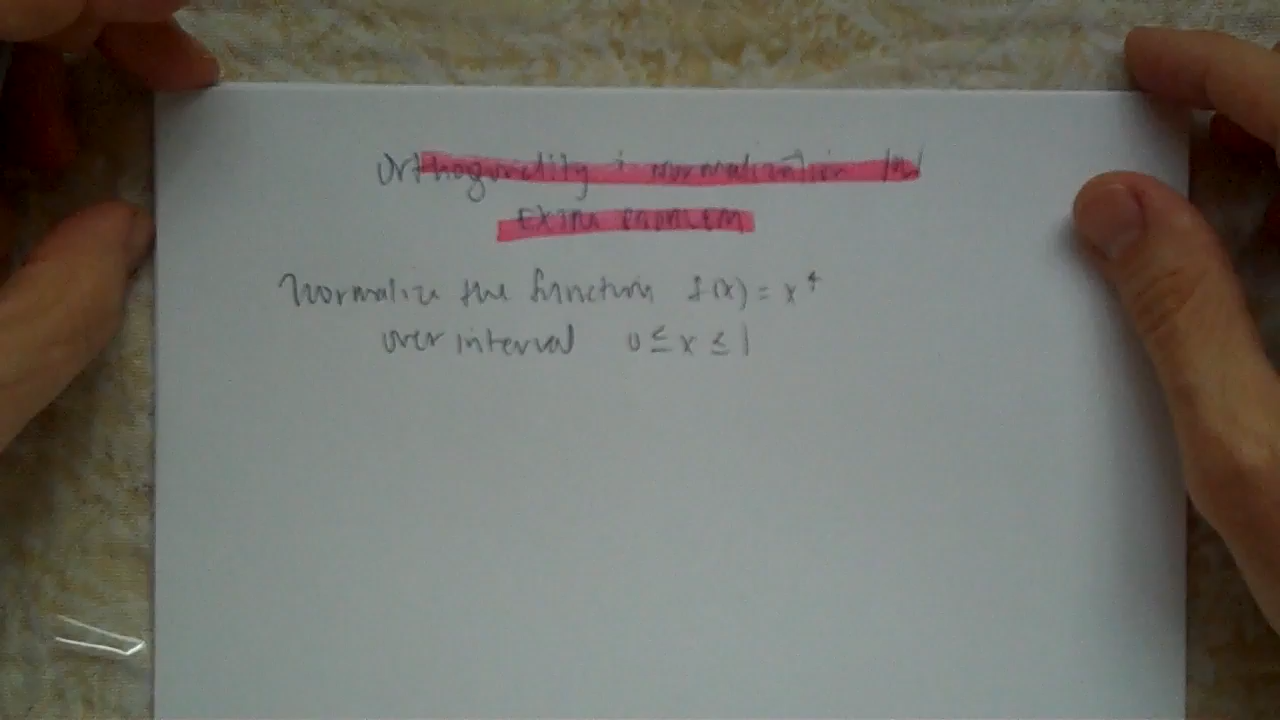 Orthogonality + Normalization
EXTRA PROBLEM
Normalize the function f(x) = x⁴
over interval 0 ≤ x ≤ 1